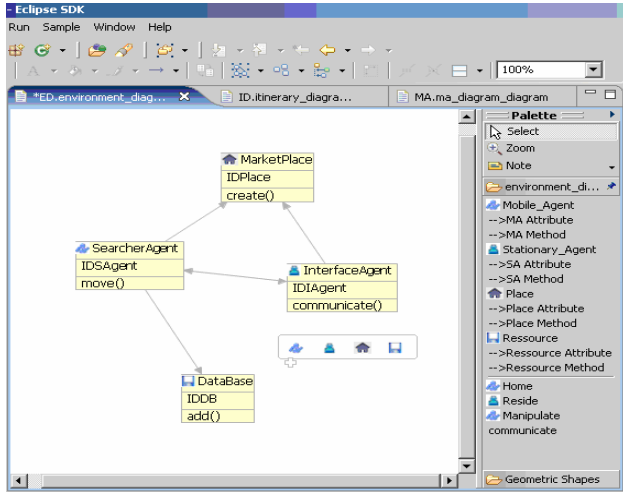 - Eclipse SDK
Run Sample Window Help
100%
*ED.environment_diag... ID.itinerary_diagra... MA.ma_diagram_diagram
MarketPlace
IDPlace
create()
SearcherAgent
IDSAgent
move()
InterfaceAgent
IDIAgent
communicate()
DataBase
IDDB
add()
Palette
Select
Zoom
Note
environment_di...
Mobile_Agent
-->MA Attribute
-->MA Method
Stationary_Agent
-->SA Attribute
-->SA Method
Place
-->Place Attribute
-->Place Method
Ressource
-->Ressource Attribute
-->Ressource Method
Home
Reside
Manipulate
communicate
Geometric Shapes